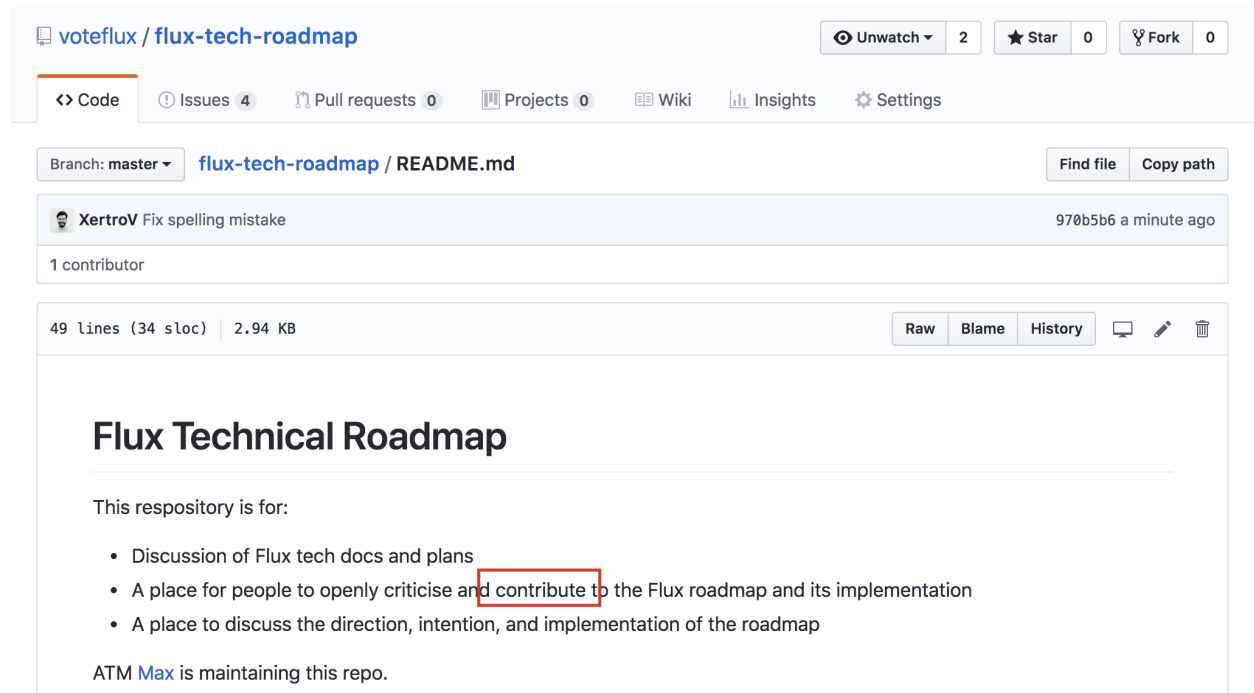 voteflux / flux-tech-roadmap
Unwatch 2 Star 0 Fork 0
Code Issues 4 Pull requests 0 Projects 0 Wiki Insights Settings
Branch: master flux-tech-roadmap / README.md Find file Copy path
XertroV Fix spelling mistake 970b5b6 a minute ago
1 contributor
49 lines (34 sloc) 2.94 KB Raw Blame History
Flux Technical Roadmap
This respository is for:
• Discussion of Flux tech docs and plans
• A place for people to openly criticise and contribute to the Flux roadmap and its implementation
• A place to discuss the direction, intention, and implementation of the roadmap
ATM Max is maintaining this repo.